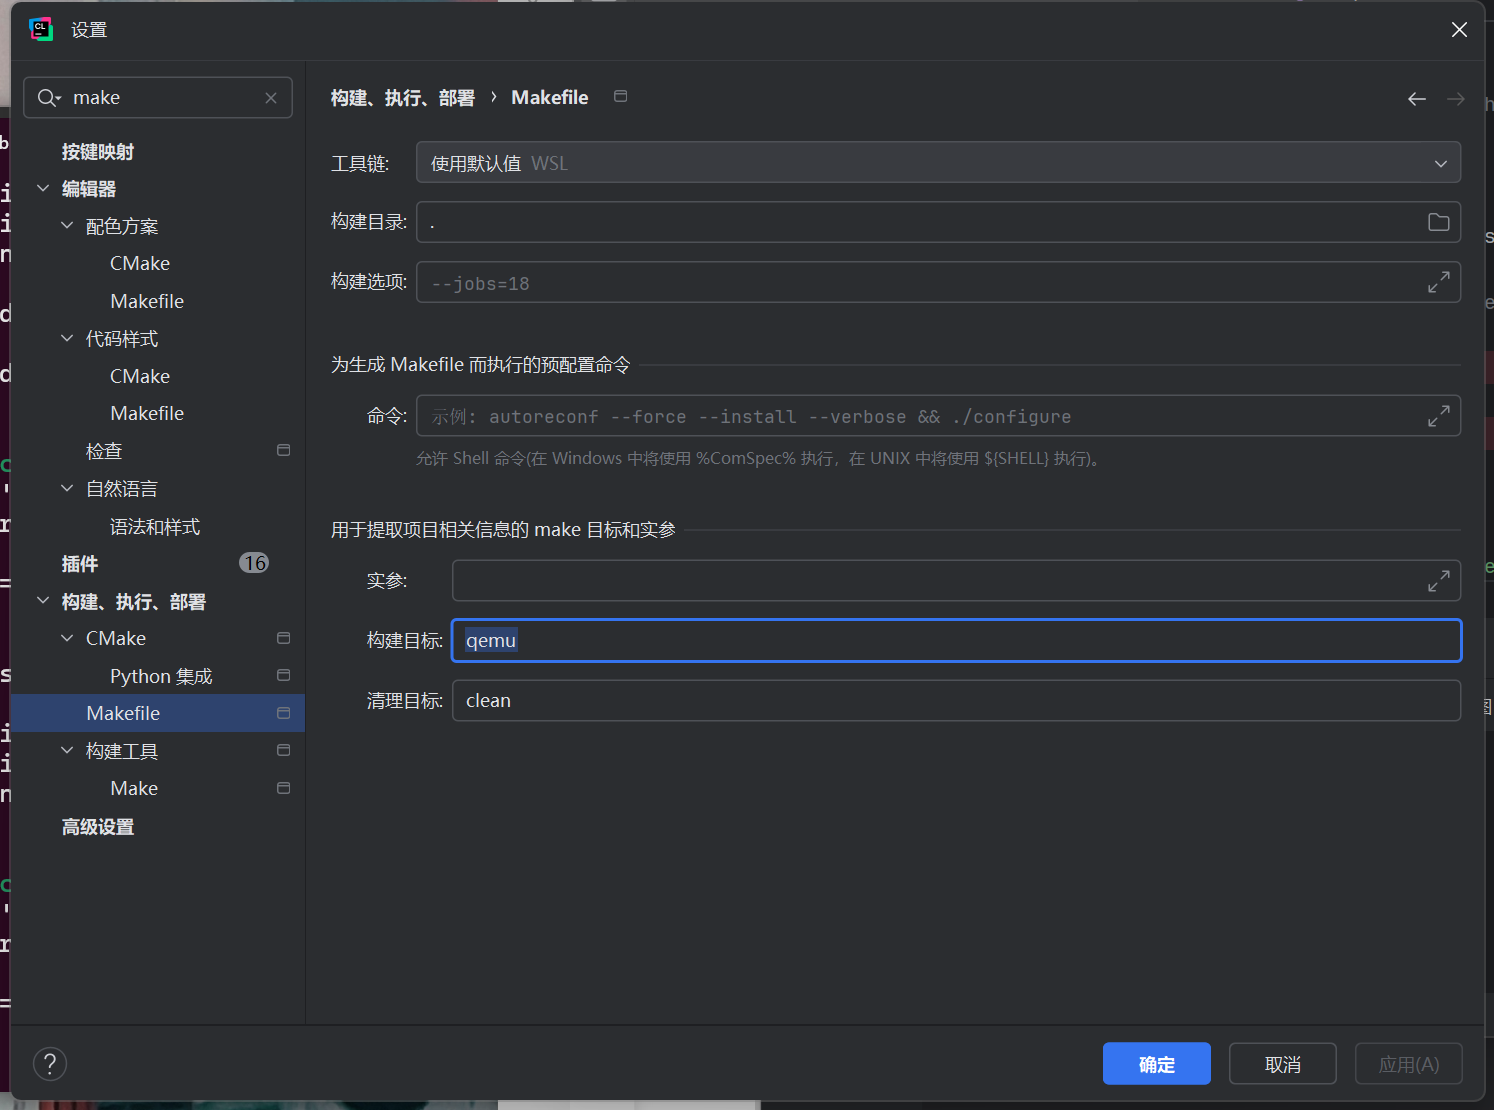 设置
make
按键映射
编辑器
配色方案
CMake
Makefile
代码样式
CMake
Makefile
检查
自然语言
语法和样式
插件 16
构建、执行、部署
CMake
Python 集成
Makefile
构建工具
Make
高级设置
构建、执行、部署 › Makefile
工具链: 使用默认值 WSL
构建目录: .
构建选项: --jobs=18
为生成 Makefile 而执行的预配置命令
命令: 示例: autoreconf --force --install --verbose && ./configure
允许 Shell 命令(在 Windows 中将使用 %ComSpec% 执行，在 UNIX 中将使用 ${SHELL} 执行)。
用于提取项目相关信息的 make 目标和实参
实参:
构建目标: qemu
清理目标: clean
?
确定
取消
应用(A)